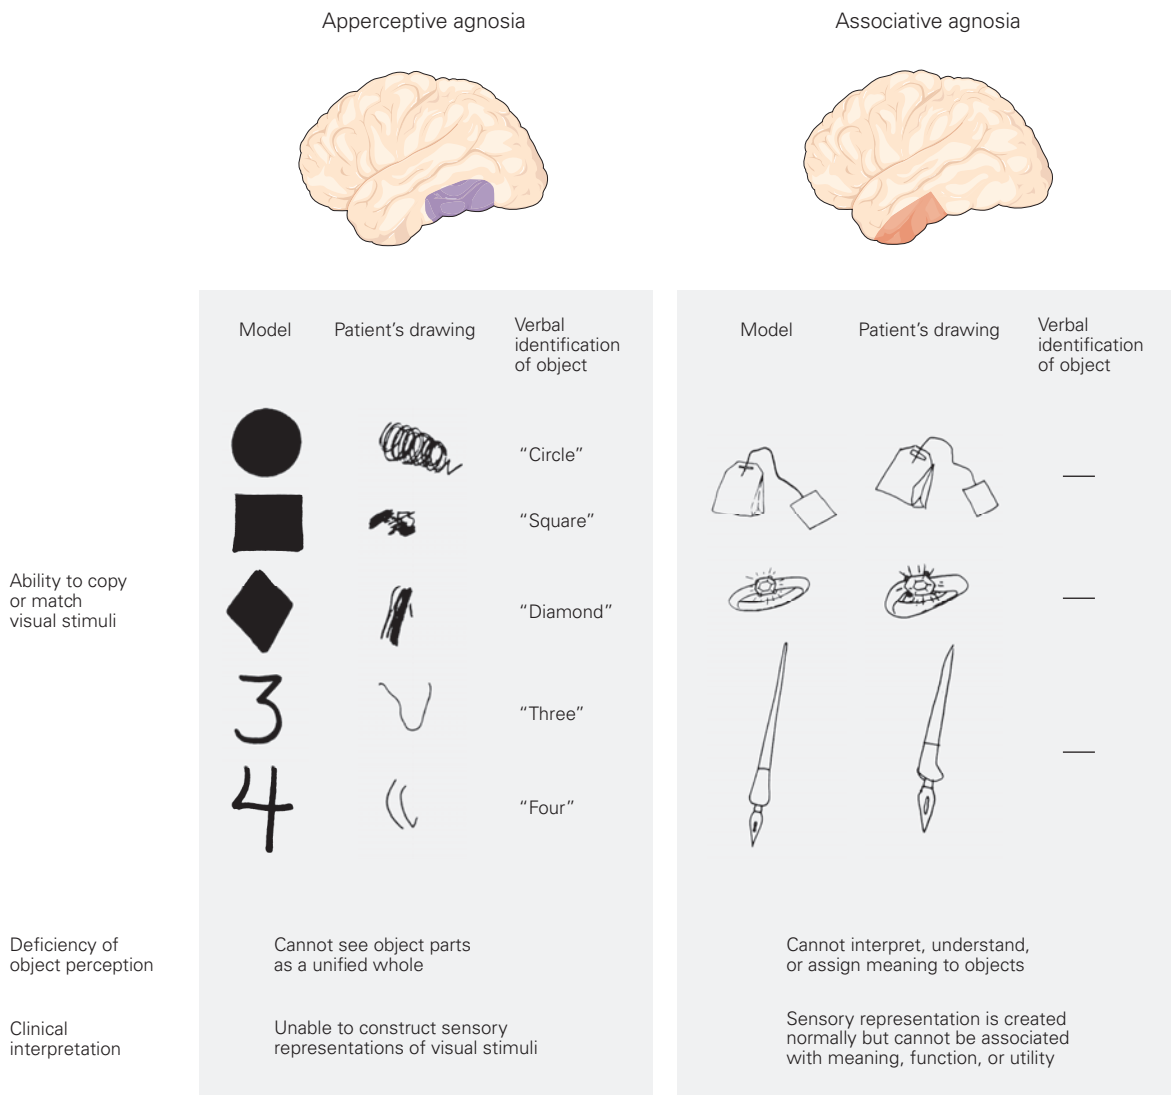 Apperceptive agnosia
Associative agnosia
Model
Patient’s drawing
Verbal
identification
of object
Model
Patient’s drawing
Verbal
identification
of object
Ability to copy
or match
visual stimuli
“Circle”
“Square”
“Diamond”
3
“Three”
4
“Four”
—
—
—
Deficiency of
object perception
Cannot see object parts
as a unified whole
Cannot interpret, understand,
or assign meaning to objects
Clinical
interpretation
Unable to construct sensory
representations of visual stimuli
Sensory representation is created
normally but cannot be associated
with meaning, function, or utility